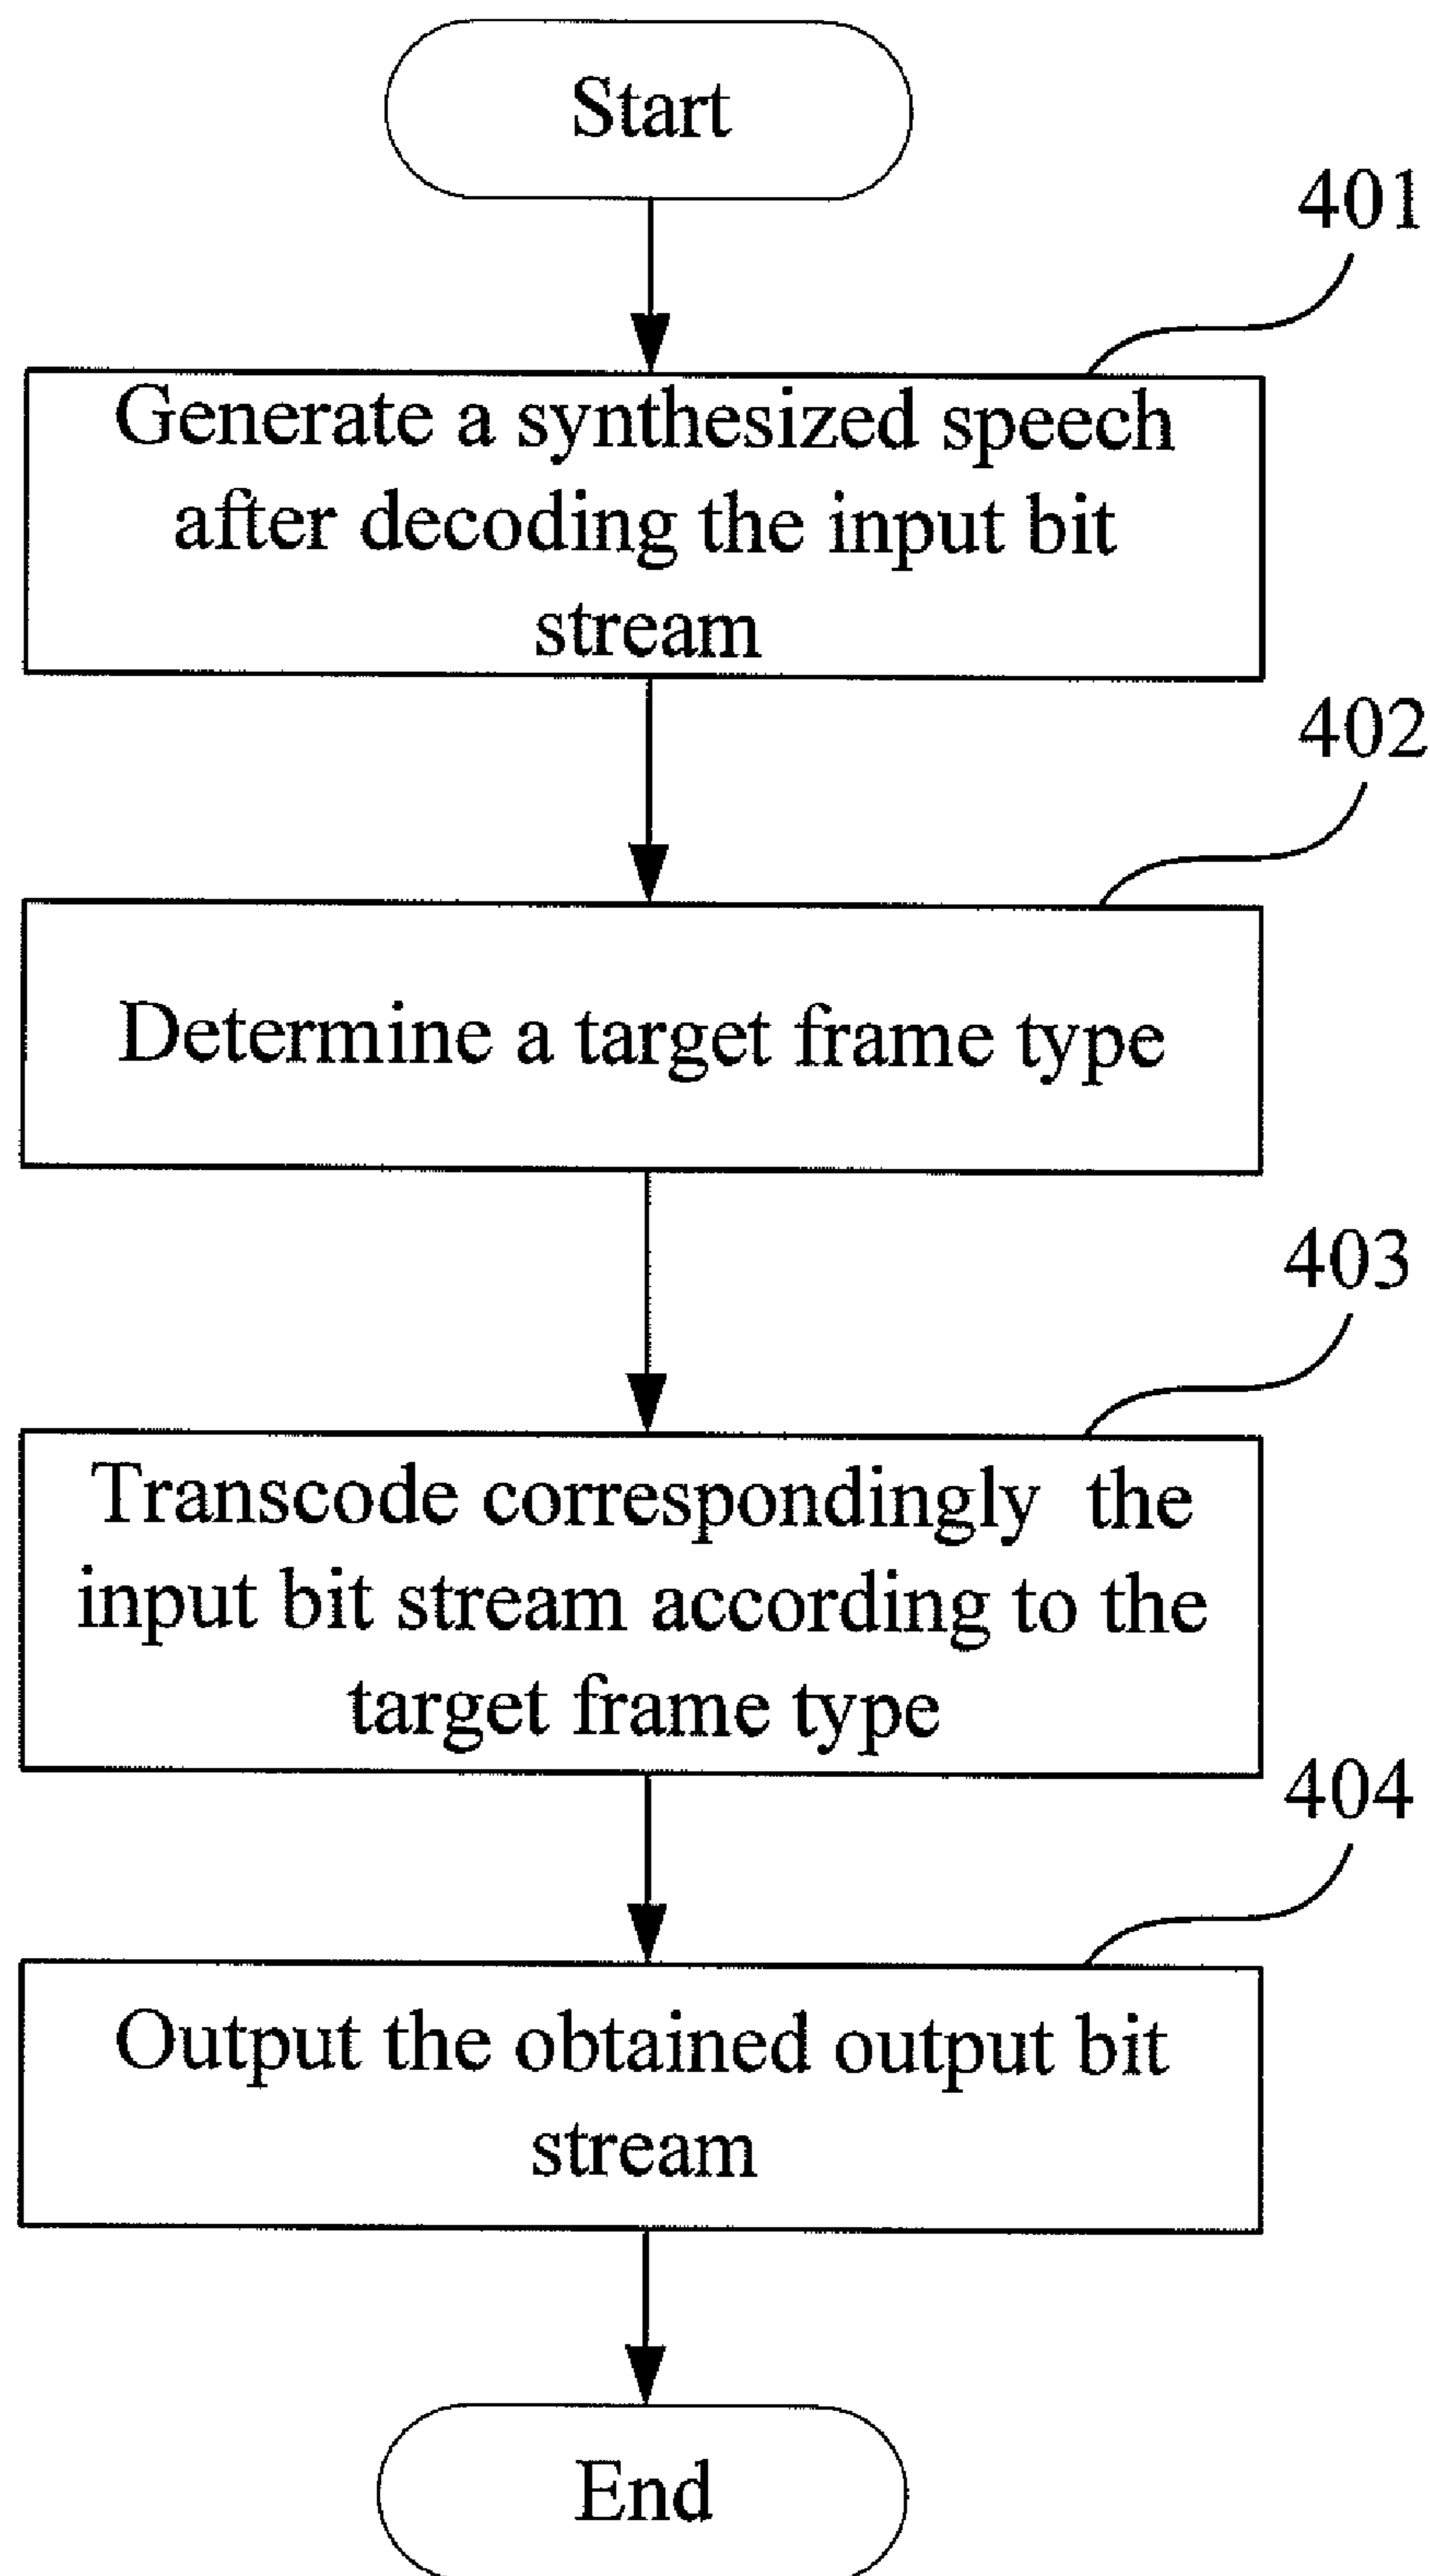 Start
401
Generate a synthesized speech
after decoding the input bit
stream
402
Determine a target frame type
403
Transcode correspondingly the
input bit stream according to the
target frame type
404
Output the obtained output bit
stream
End